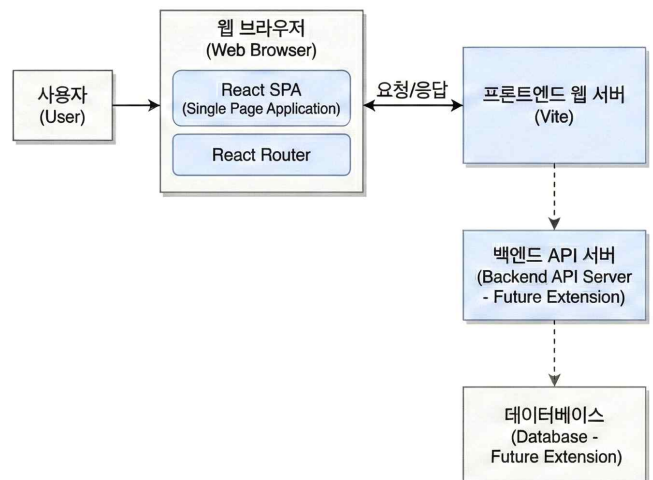 사용자
(User)
웹 브라우저
(Web Browser)
React SPA
(Single Page Application)
React Router
요청/응답
프론트엔드 웹 서버
(Vite)
백엔드 API 서버
(Backend API Server
- Future Extension)
데이터베이스
(Database -
Future Extension)